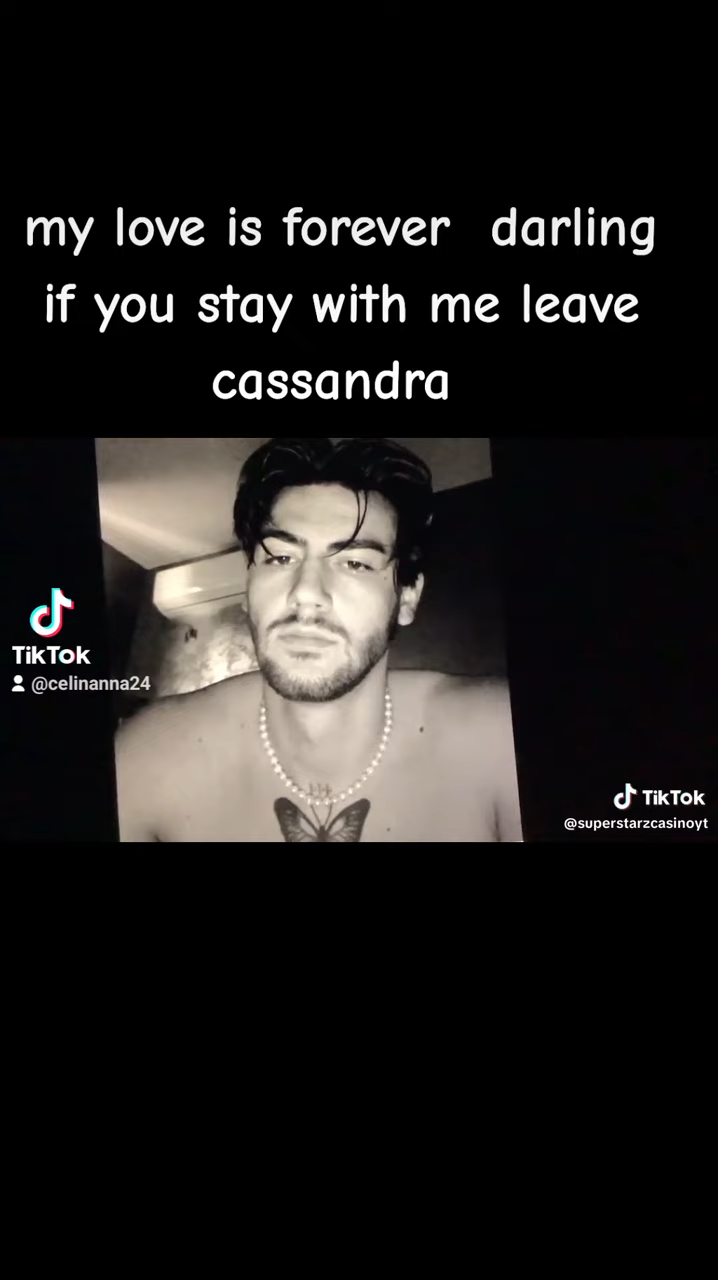 my love is forever darling
if you stay with me leave
cassandra
TikTok
@celinanna24
TikTok
@superstarzcasinoyt